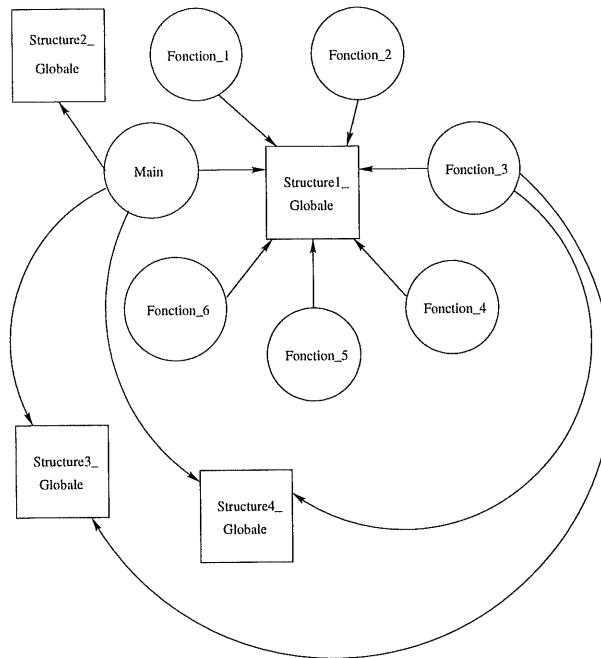 Structure2_
Globale
Fonction_1
Fonction_2
Main
Structure1_
Globale
Fonction_3
Fonction_6
Fonction_5
Fonction_4
Structure3_
Globale
Structure4_
Globale